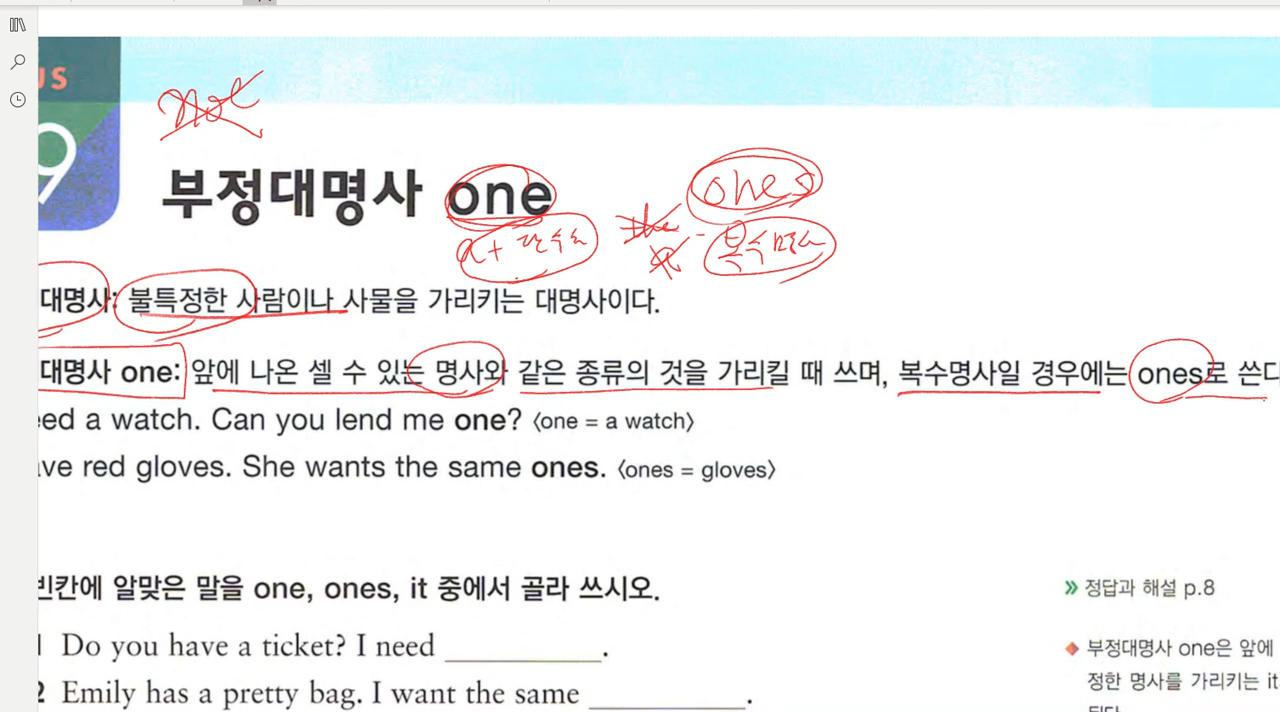 US
not
9
부정대명사 one
ones
a+ 단수
the
복수명사
대명사: 불특정한 사람이나 사물을 가리키는 대명사이다.
대명사 one: 앞에 나온 셀 수 있는 명사와 같은 종류의 것을 가리킬 때 쓰며, 복수명사일 경우에는 ones로 쓴다
ed a watch. Can you lend me one? 〈one = a watch〉
ve red gloves. She wants the same ones. 〈ones = gloves〉
빈칸에 알맞은 말을 one, ones, it 중에서 골라 쓰시오.
» 정답과 해설 p.8
1 Do you have a ticket? I need ________.
부정대명사 one은 앞에
2 Emily has a pretty bag. I want the same ________.
정한 명사를 가리키는 it